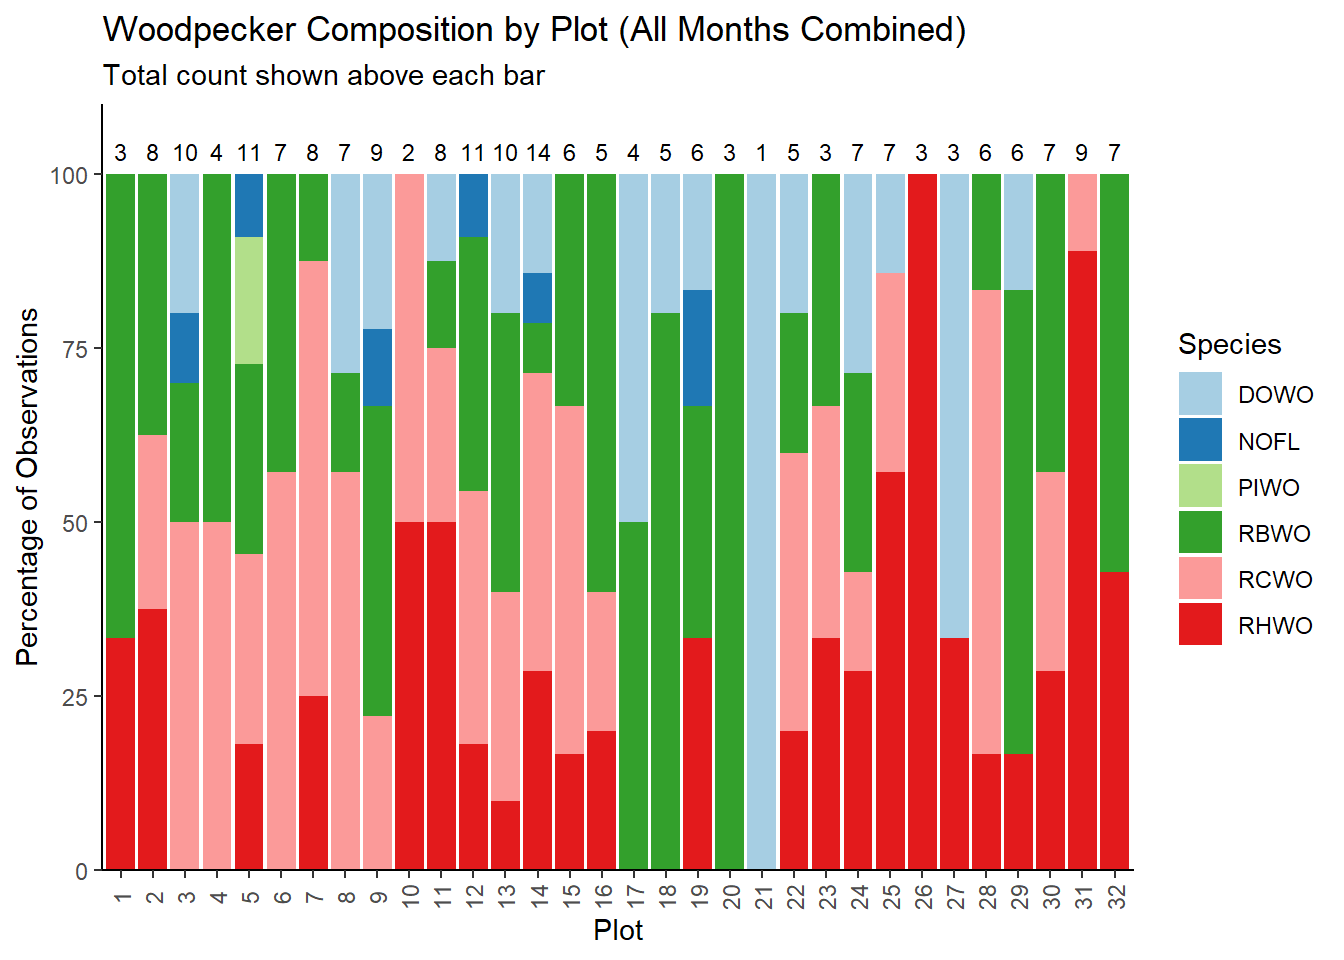 Woodpecker Composition by Plot (All Months Combined)
Total count shown above each bar
3 8 10 4 11 7 8 7 9 2 8 11 10 14 6 5 4 5 6 3 1 5 3 7 7 3 3 6 6 7 9 7
100
75
50
25
0
Percentage of Observations
1 2 3 4 5 6 7 8 9 10 11 12 13 14 15 16 17 18 19 20 21 22 23 24 25 26 27 28 29 30 31 32
Plot
Species
DOWO
NOFL
PIWO
RBWO
RCWO
RHWO